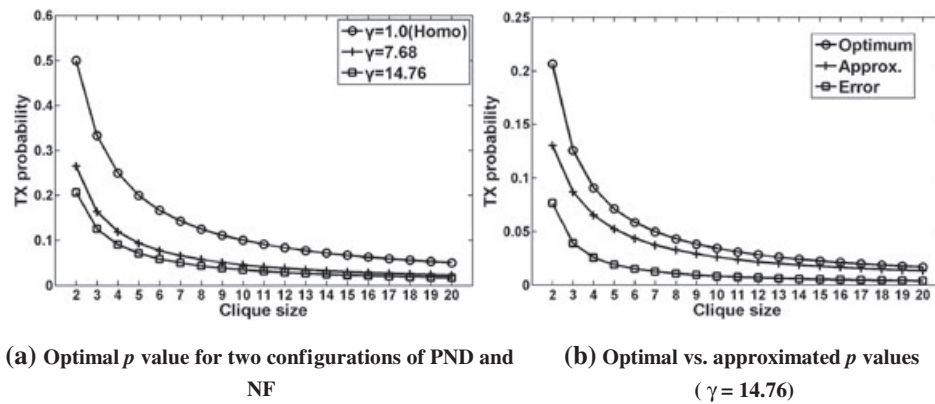 0.6
0.5
0.4
0.3
0.2
0.1
0
TX probability
2 3 4 5 6 7 8 9 10 11 12 13 14 15 16 17 18 19 20
Clique size
γ=1.0(Homo)
γ=7.68
γ=14.76
(a) Optimal p value for two configurations of PND and
NF
0.25
0.2
0.15
0.1
0.05
0
TX probability
2 3 4 5 6 7 8 9 10 11 12 13 14 15 16 17 18 19 20
Clique size
Optimum
Approx.
Error
(b) Optimal vs. approximated p values
( γ = 14.76)